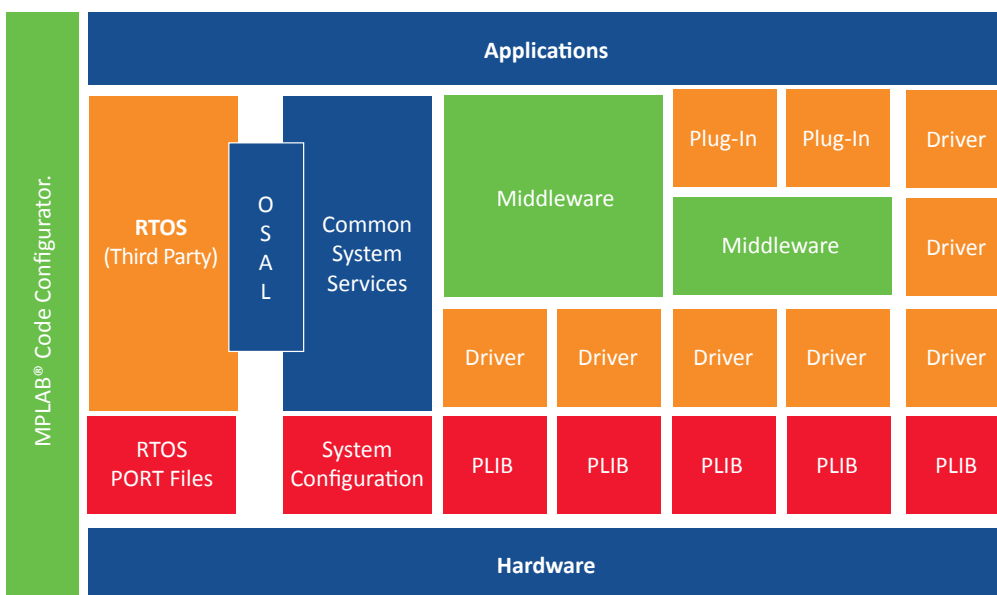 MPLAB® Code Configurator.
Applications
RTOS
(Third Party)
O
S
A
L
Common
System
Services
Middleware
Plug-In
Plug-In
Driver
Middleware
Driver
Driver
Driver
Driver
Driver
Driver
RTOS
PORT Files
System
Configuration
PLIB
PLIB
PLIB
PLIB
PLIB
Hardware